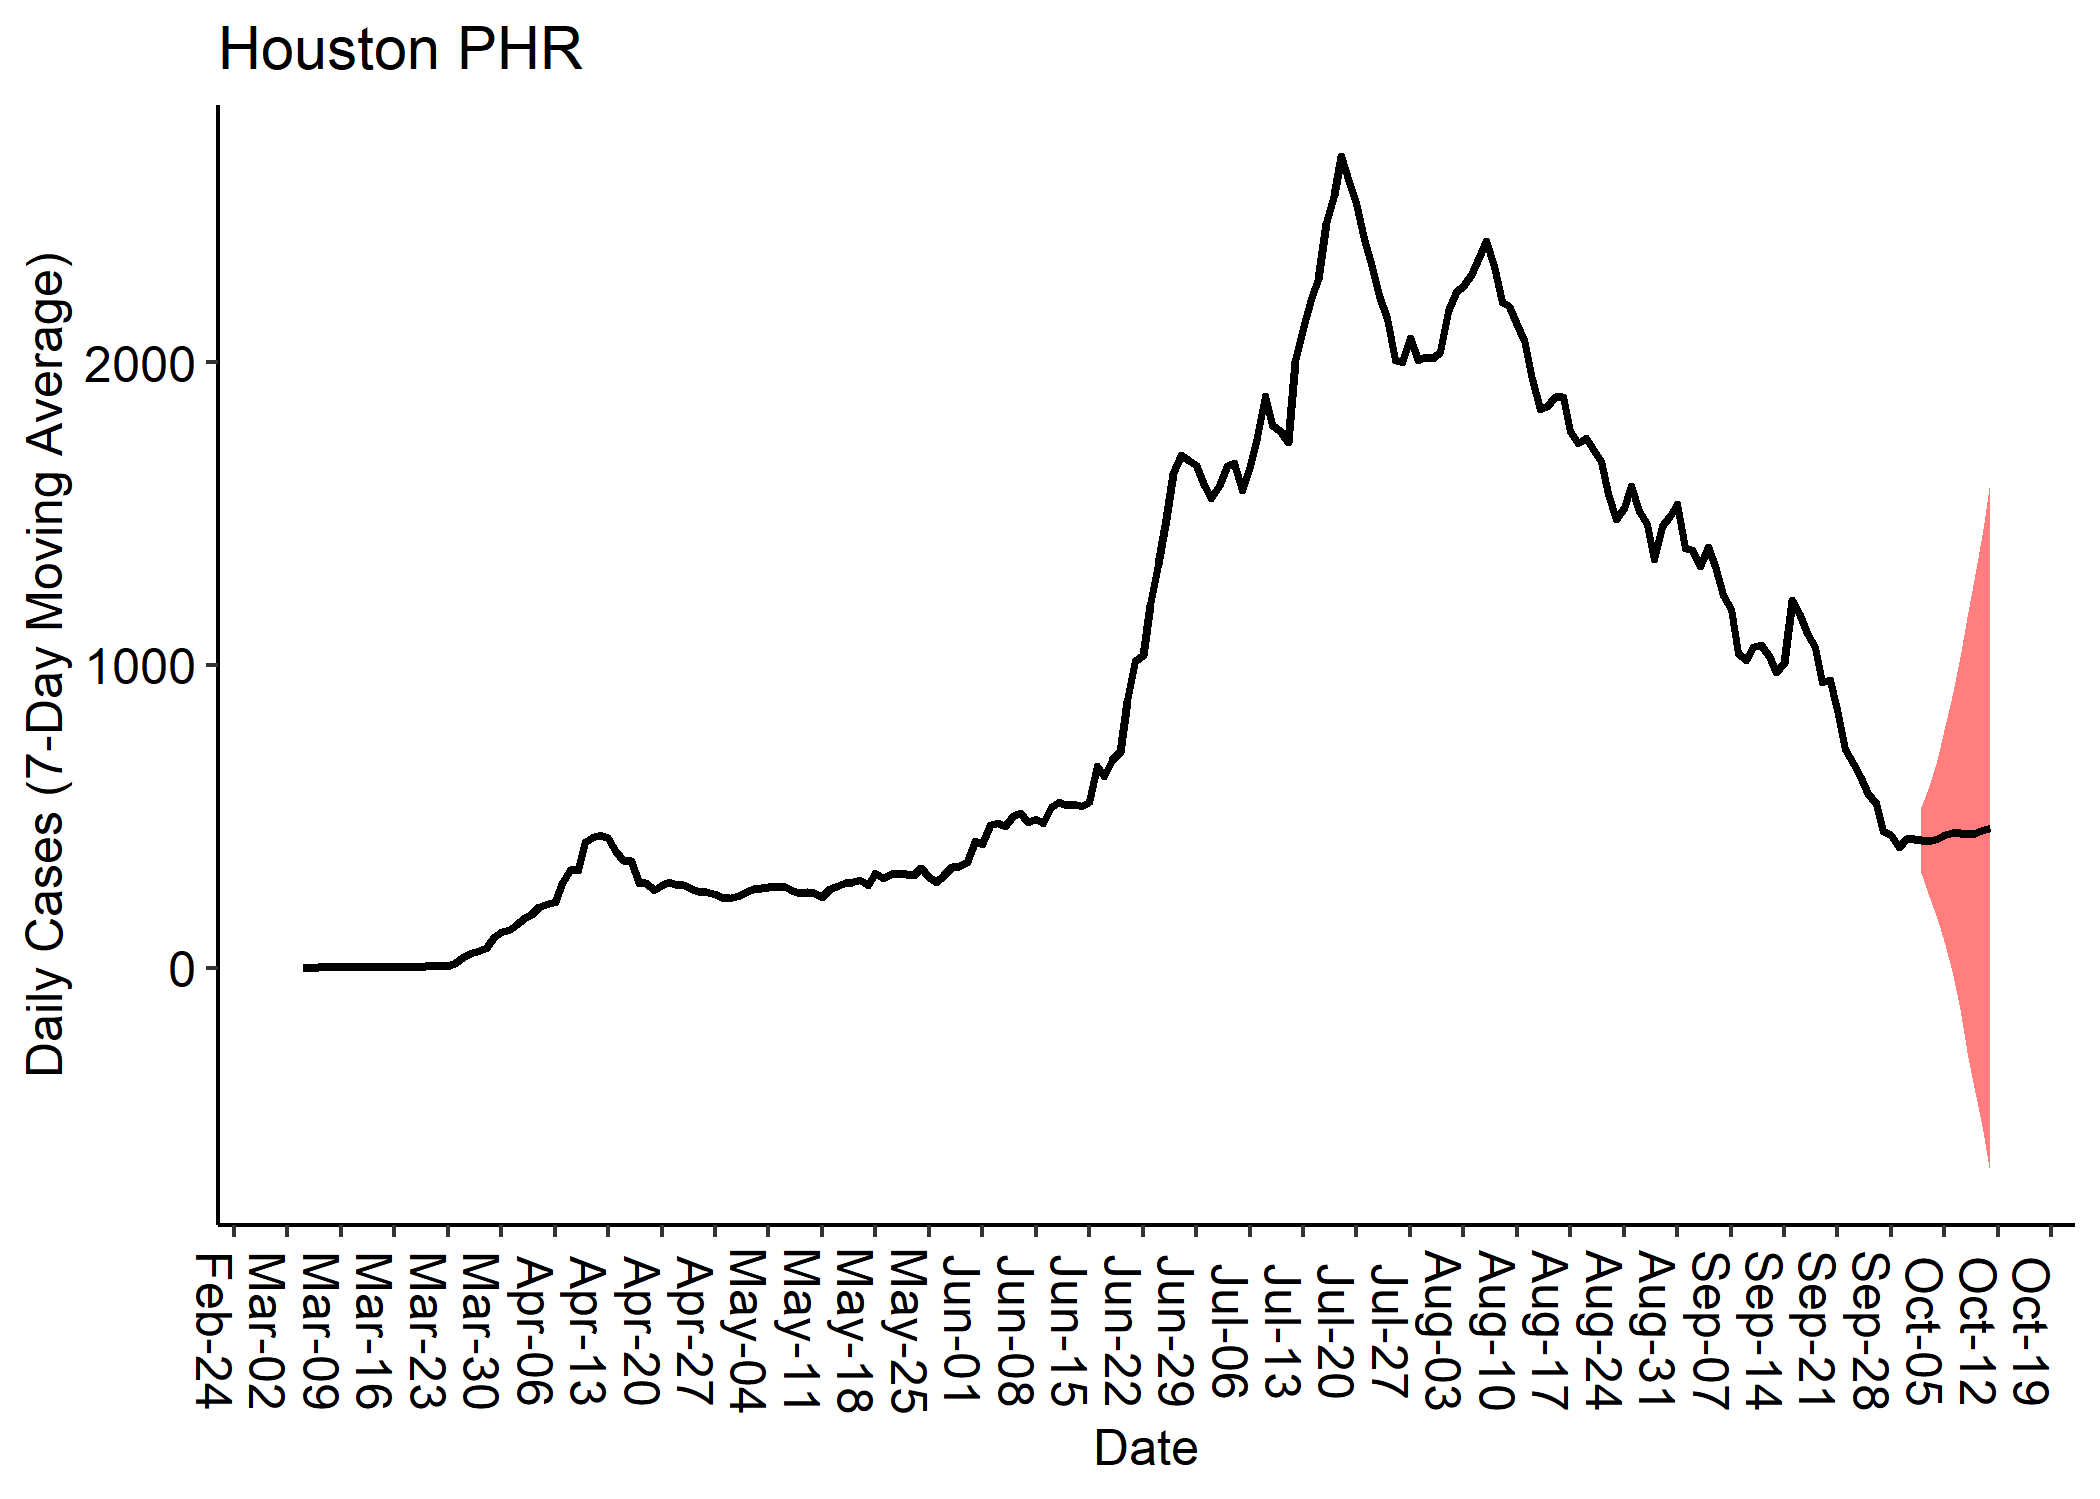 Houston PHR
Daily Cases (7-Day Moving Average)
2000
1000
0
Feb-24
Mar-02
Mar-09
Mar-16
Mar-23
Mar-30
Apr-06
Apr-13
Apr-20
Apr-27
May-04
May-11
May-18
May-25
Jun-01
Jun-08
Jun-15
Jun-22
Jun-29
Jul-06
Jul-13
Jul-20
Jul-27
Aug-03
Aug-10
Aug-17
Aug-24
Aug-31
Sep-07
Sep-14
Sep-21
Sep-28
Oct-05
Oct-12
Oct-19
Date